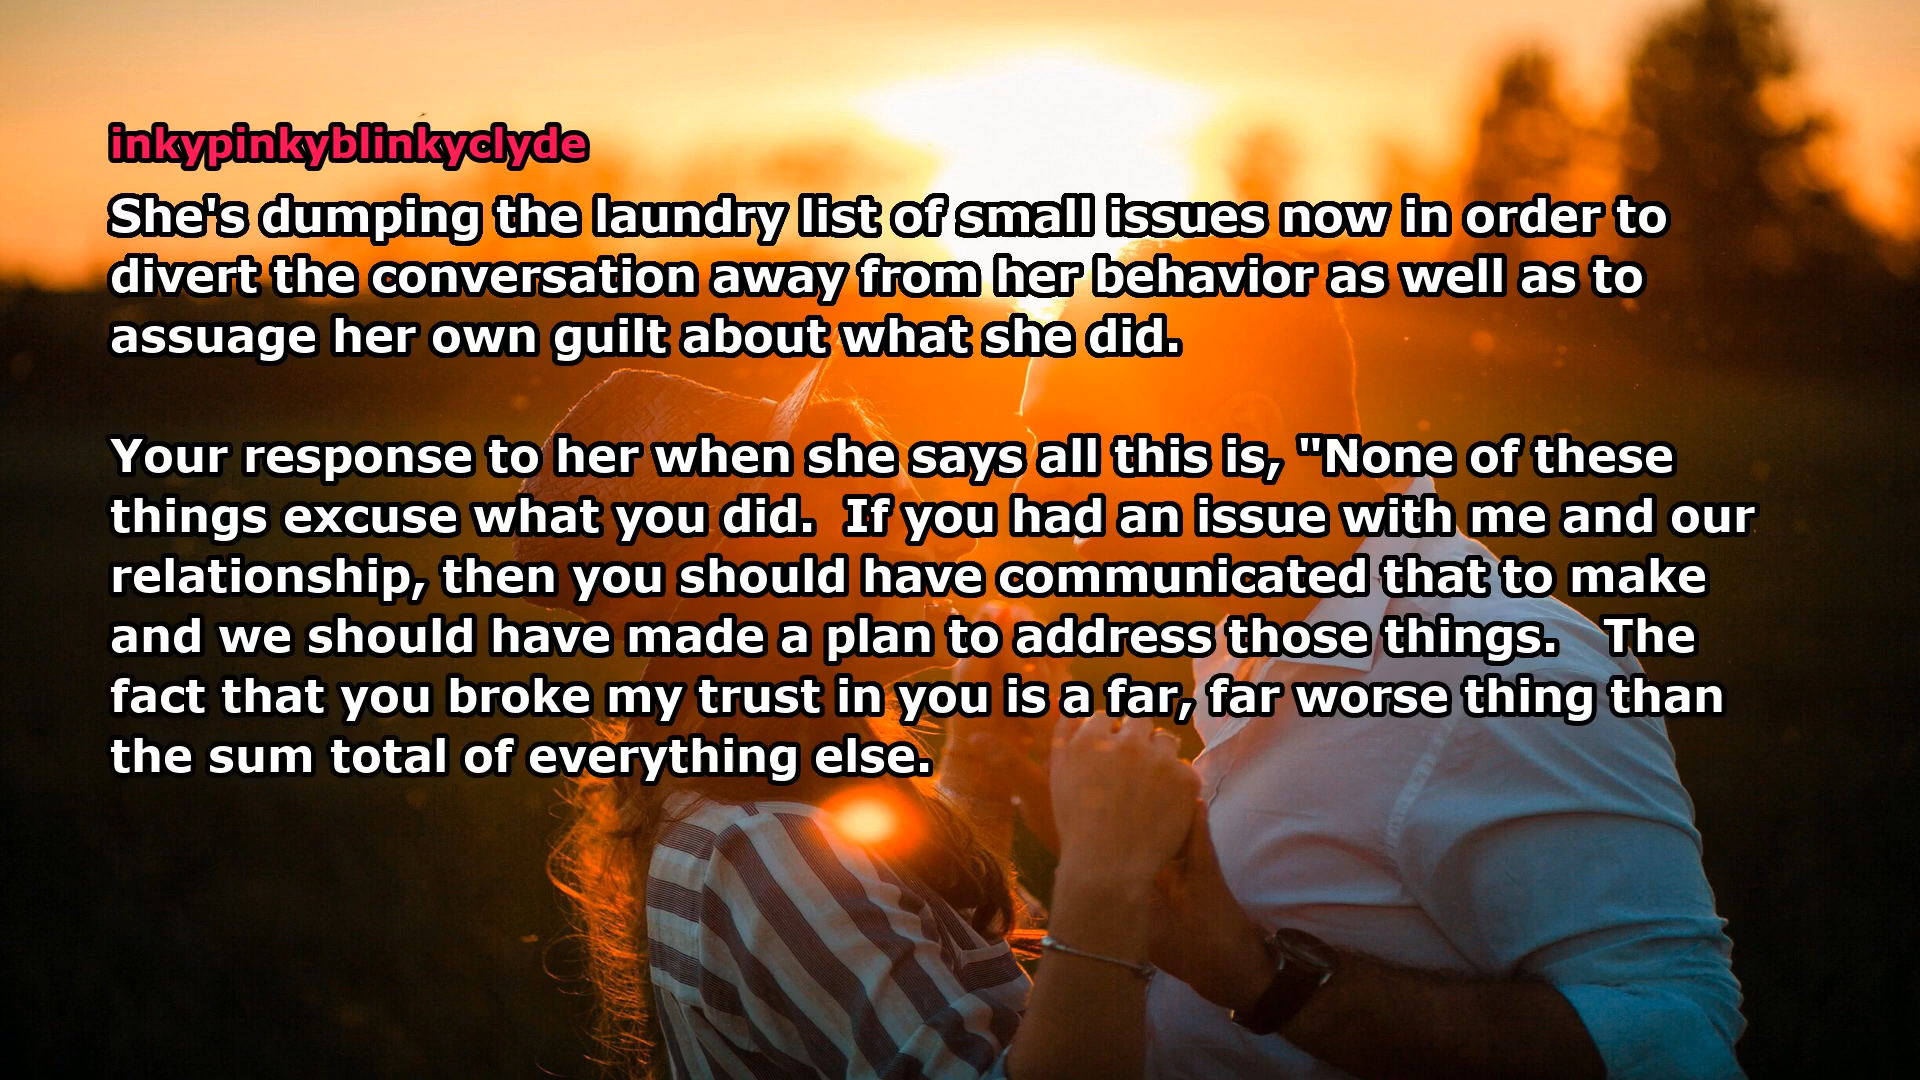 inkypinkyblinkyclyde
She's dumping the laundry list of small issues now in order to
divert the conversation away from her behavior as well as to
assuage her own guilt about what she did.
Your response to her when she says all this is, "None of these
things excuse what you did.  If you had an issue with me and our
relationship, then you should have communicated that to make
and we should have made a plan to address those things.   The
fact that you broke my trust in you is a far, far worse thing than
the sum total of everything else.